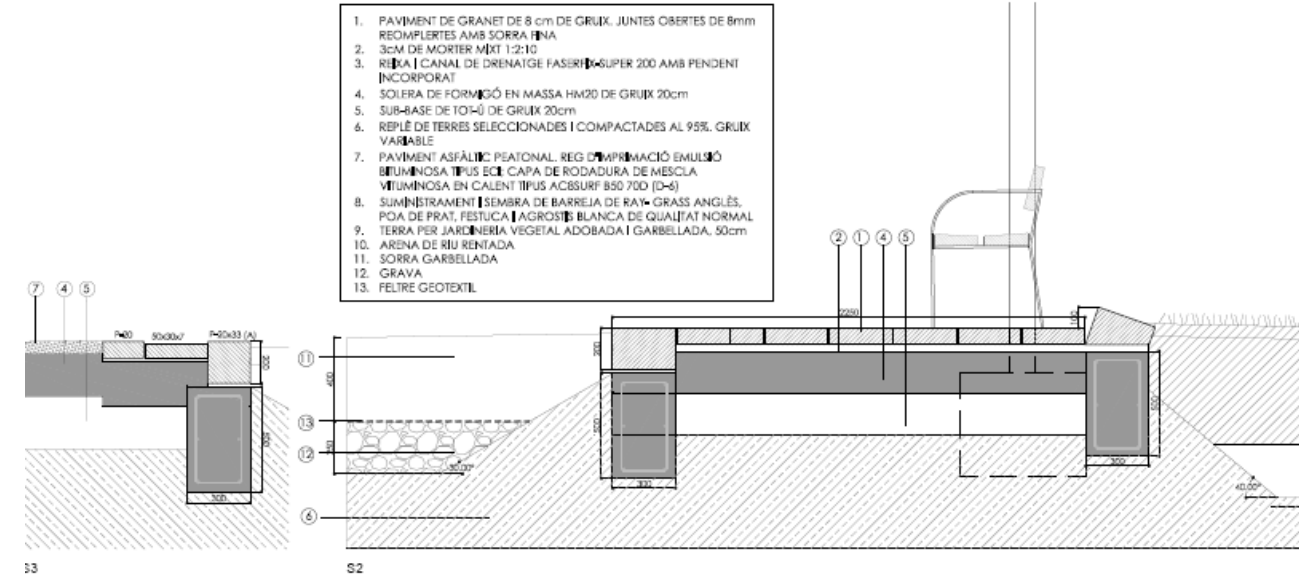 1. PAVIMENT DE GRANET DE 8 cm DE GRUIX. JUNTES OBERTES DE 8mm
REOMPLERTES AMB SORRA FINA
2. 3cM DE MORTER MIXT 1:2:10
3. REIXA I CANAL DE DRENATGE FASERFIX-SUPER 200 AMB PENDENT
INCORPORAT
4. SOLERA DE FORMIGÓ EN MASSA HM20 DE GRUIX 20cm
5. SUB-BASE DE TOT-Ú DE GRUIX 20cm
6. REPLÈ DE TERRES SELECCIONADES I COMPACTADES AL 95%. GRUIX
VARIABLE
7. PAVIMENT ASFÀLTIC PEATONAL. REG D'IMPRIMACIÓ EMULSIÓ
BITUMINOSA TIPUS ECI; CAPA DE RODADURA DE MESCLA
VITUMINOSA EN CALENT TIPUS AC8SURF B50 70D (D-6)
8. SUMINISTRAMENT I SEMBRA DE BARREJA DE RAY- GRASS ANGLÈS,
POA DE PRAT, FESTUCA I AGROSTIS BLANCA DE QUALITAT NORMAL
9. TERRA PER JARDINERIA VEGETAL ADOBADA I GARBELLADA, 50cm
10. ARENA DE RIU RENTADA
11. SORRA GARBELLADA
12. GRAVA
13. FELTRE GEOTEXTIL
2 1 4 5
7 4 5
P-20 50x30x7 P-20x33 (A)
2250
100
200
200
11
400
13
12
250
30,00°
500
500
500
300
300
300
40,00°
6
S3 S2